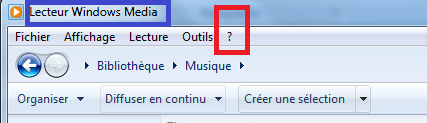 Lecteur Windows Media
Fichier Affichage Lecture Outils ?
Bibliothèque Musique
Organiser Diffuser en continu Créer une sélection